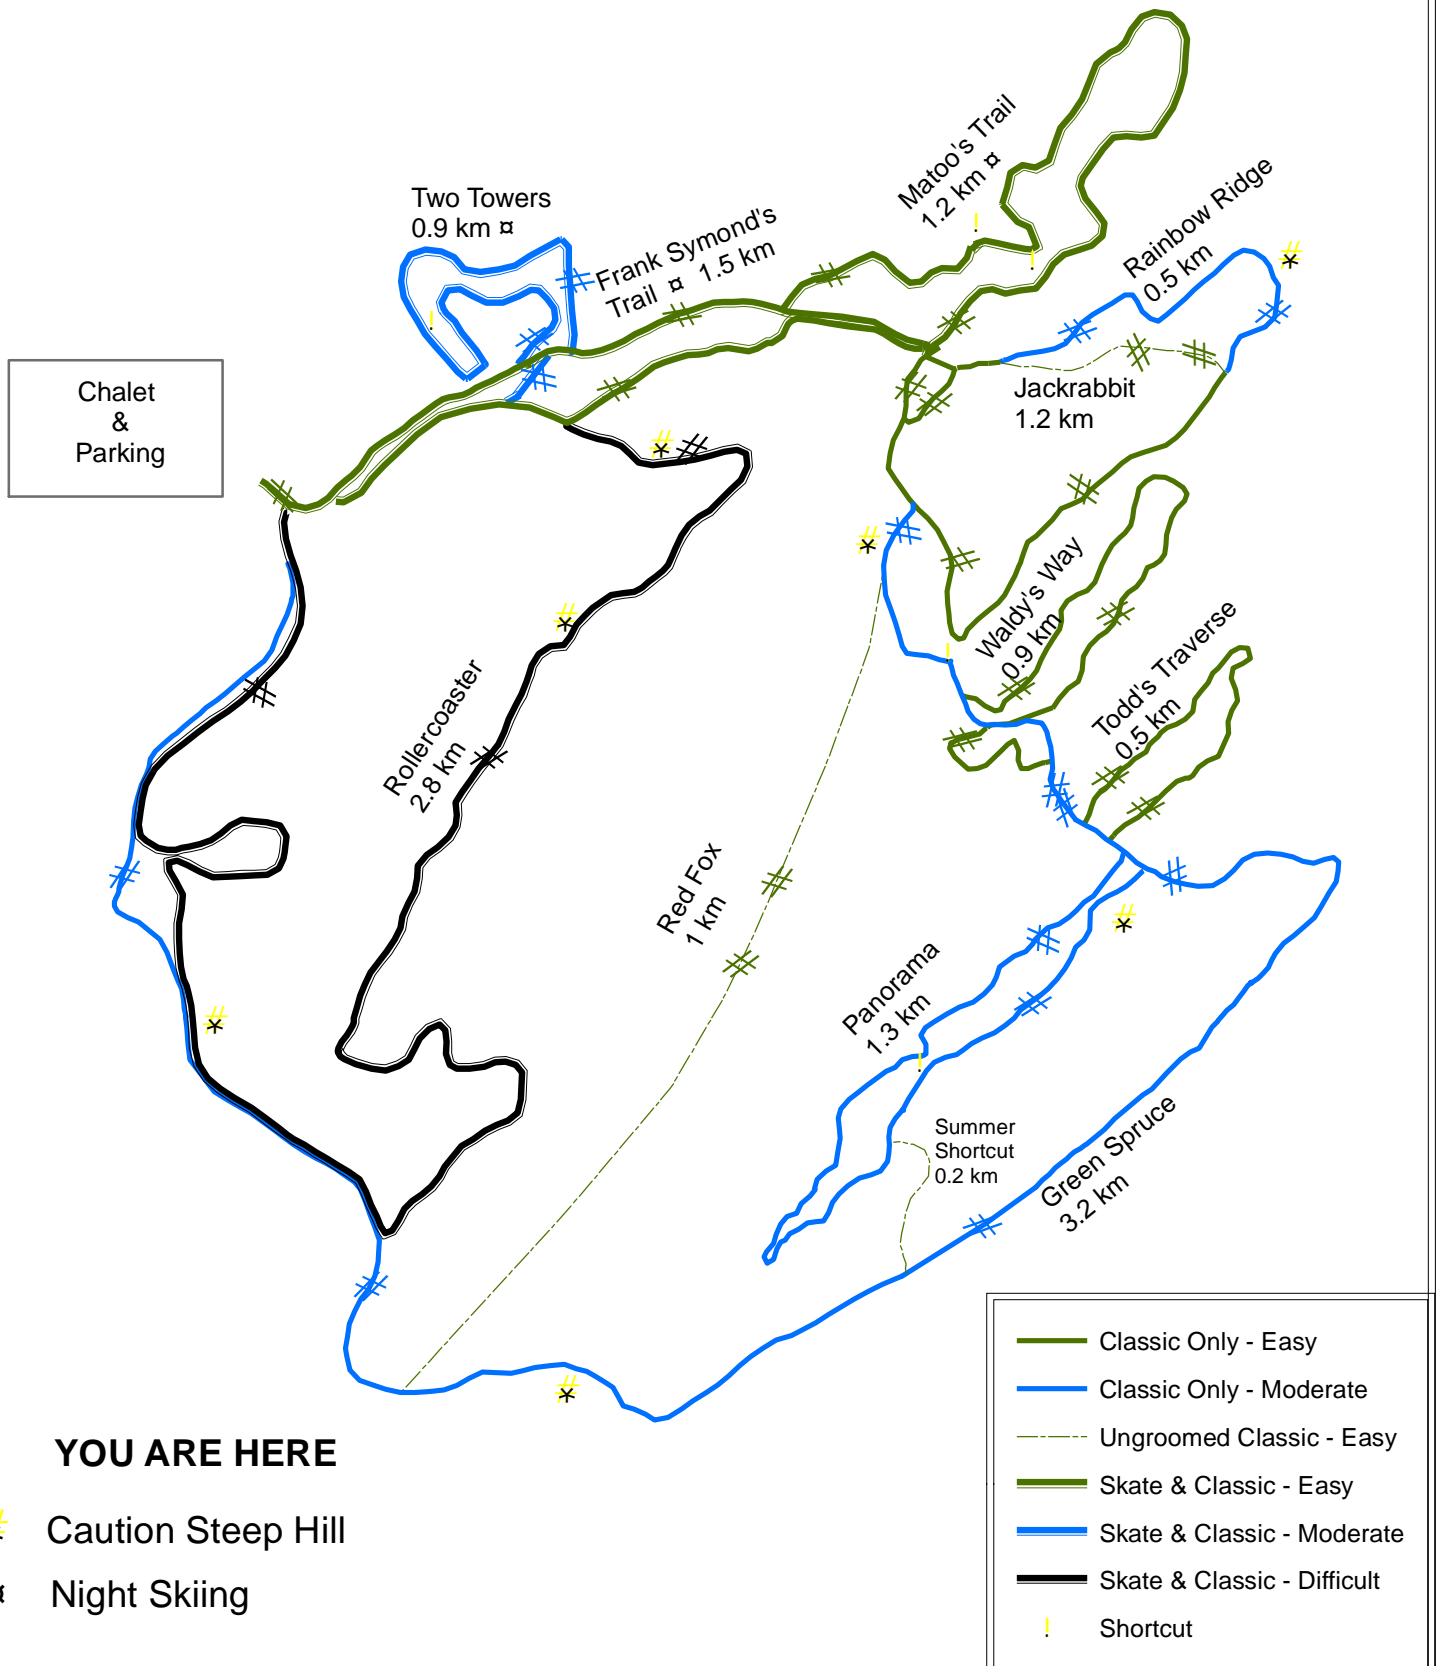 Matoo's Trail
1.2 km ¤
Two Towers
0.9 km ¤
Frank Symond's
Trail ¤ 1.5 km
Rainbow Ridge
0.5 km
Chalet
&
Parking
Jackrabbit
1.2 km
Waldy's Way
0.9 km
Todd's Traverse
0.5 km
Rollercoaster
2.8 km
Red Fox
1 km
Panorama
1.3 km
Summer
Shortcut
0.2 km
Green Spruce
3.2 km
YOU ARE HERE
Caution Steep Hill
¤ Night Skiing
Classic Only - Easy
Classic Only - Moderate
Ungroomed Classic - Easy
Skate & Classic - Easy
Skate & Classic - Moderate
Skate & Classic - Difficult
! Shortcut